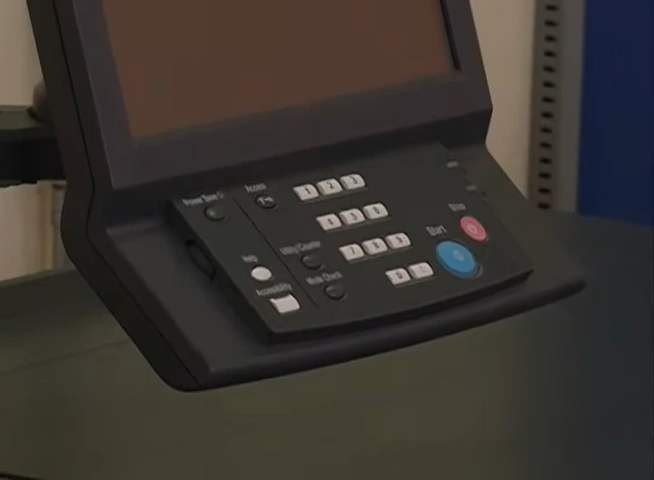 Power Save
Access
1 2 3
4 5 6
Stop
Start
Utility/Counter
7 8 9
Help
Mode Check
0 C
Accessibility